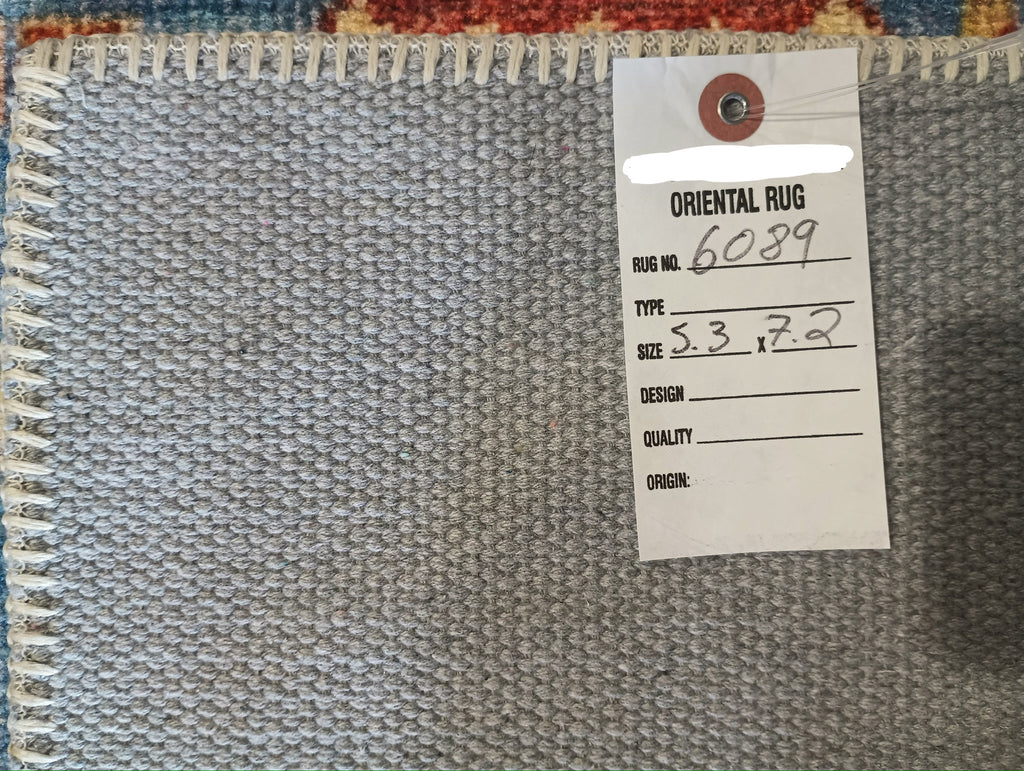 ORIENTAL RUG
RUG NO. 6089
TYPE
SIZE 5.3 x 7.2
DESIGN
QUALITY
ORIGIN: